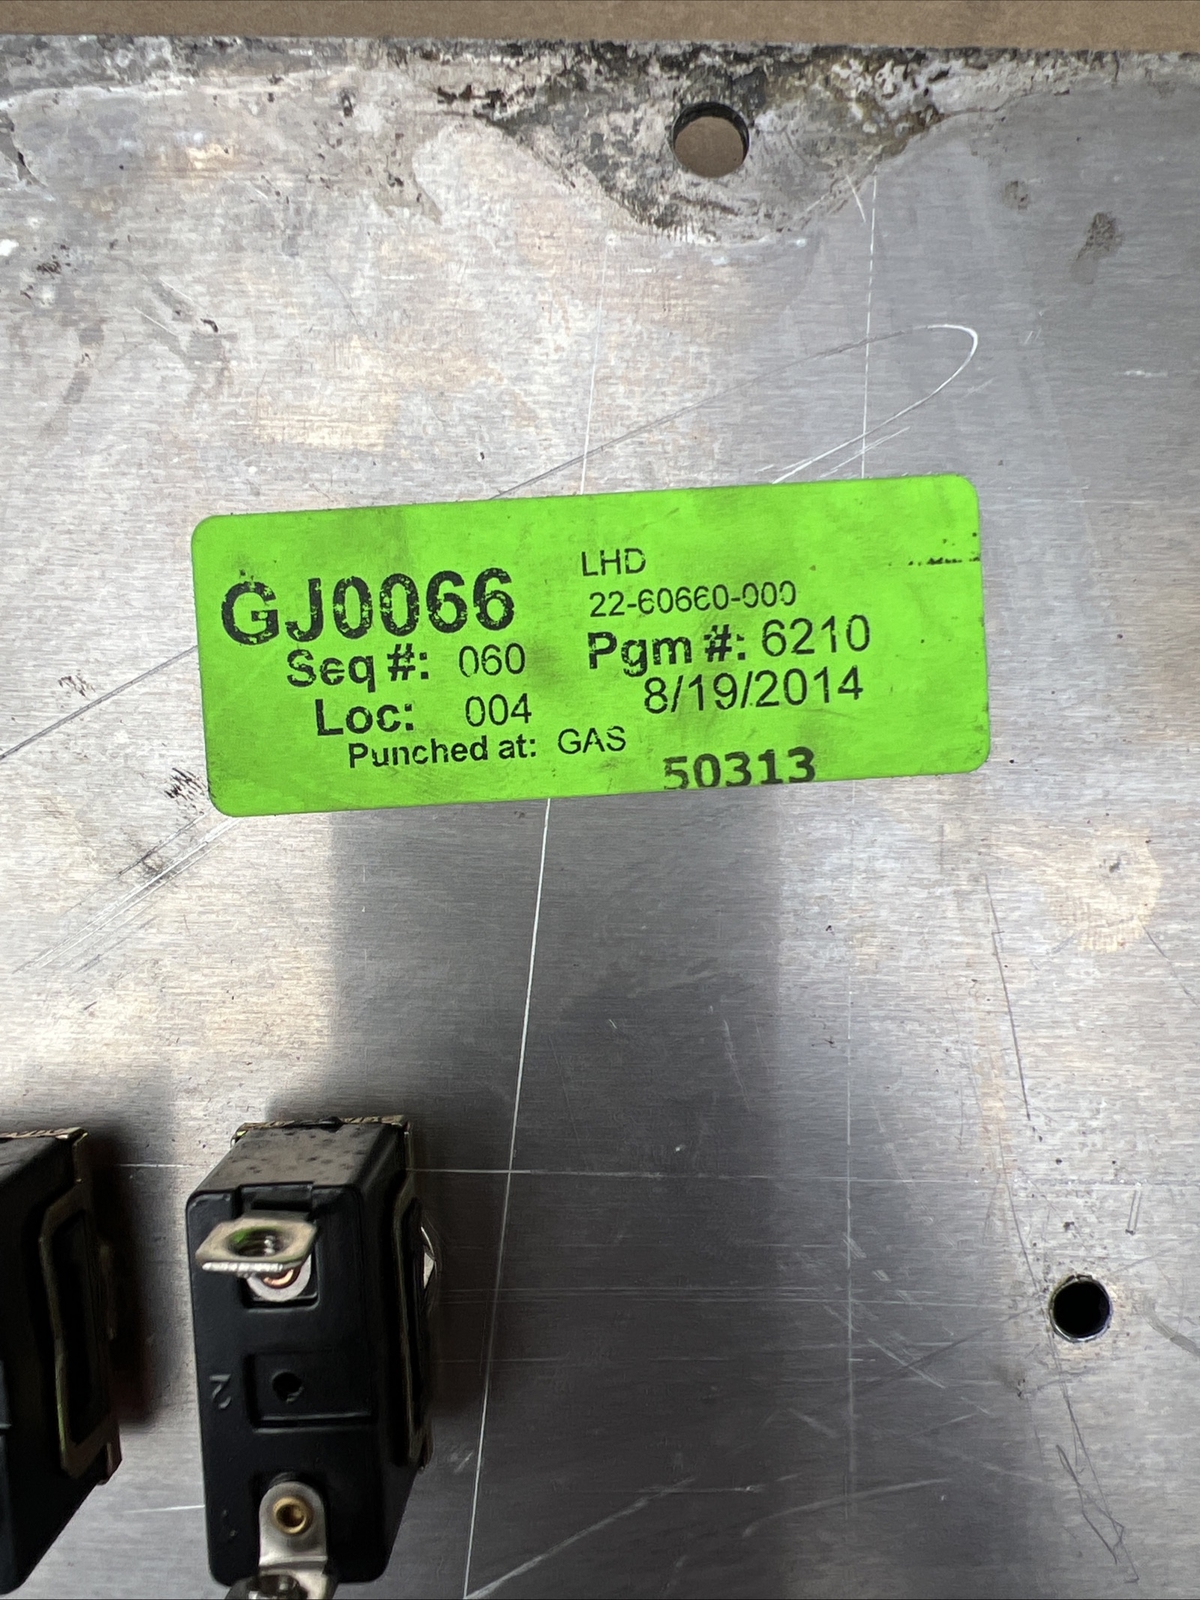 GJ0066
LHD
22-60660-000
Seq #: 060
Pgm #: 6210
Loc: 004
8/19/2014
Punched at: GAS
50313
2
1